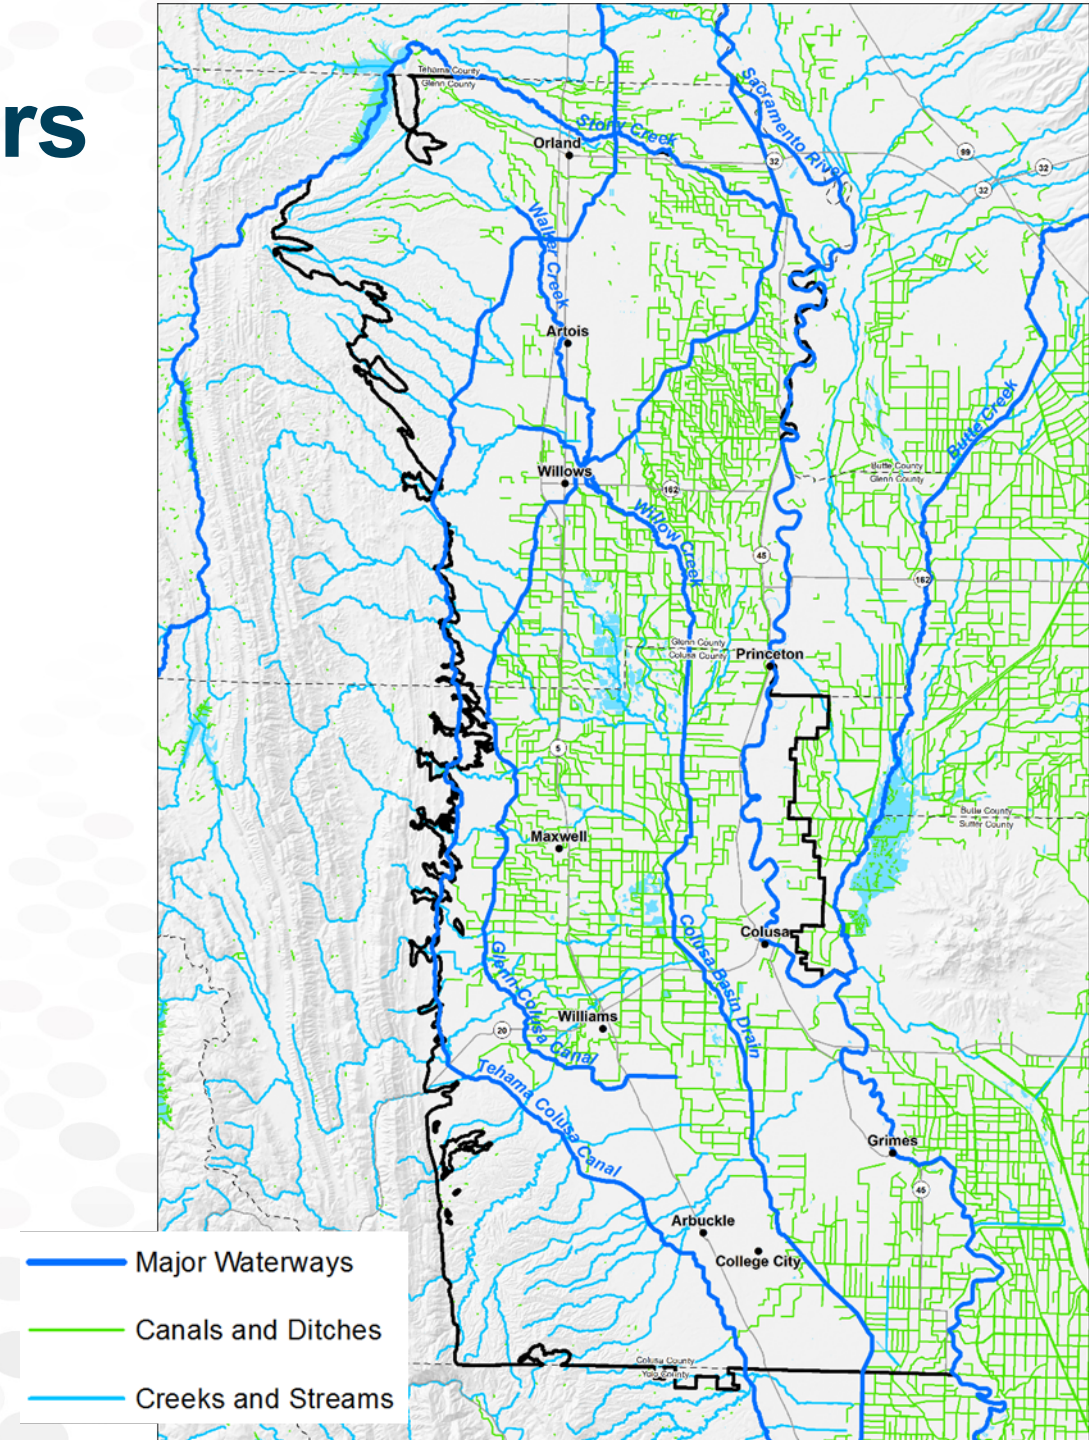 rs
Tehama County
Glenn County
Sacramento River
Stony Creek
Orland
32
99
32
32
Walker Creek
Artois
Butte Creek
Willows
162
Butte County
Glenn County
Willow Creek
45
162
Glenn County
Colusa County
Princeton
5
Butte County
Sutter County
Maxwell
Colusa
Colusa Basin Drain
Glenn Colusa Canal
Williams
20
Tehama Colusa Canal
Grimes
45
Arbuckle
College City
Colusa County
Yolo County
Major Waterways
Canals and Ditches
Creeks and Streams